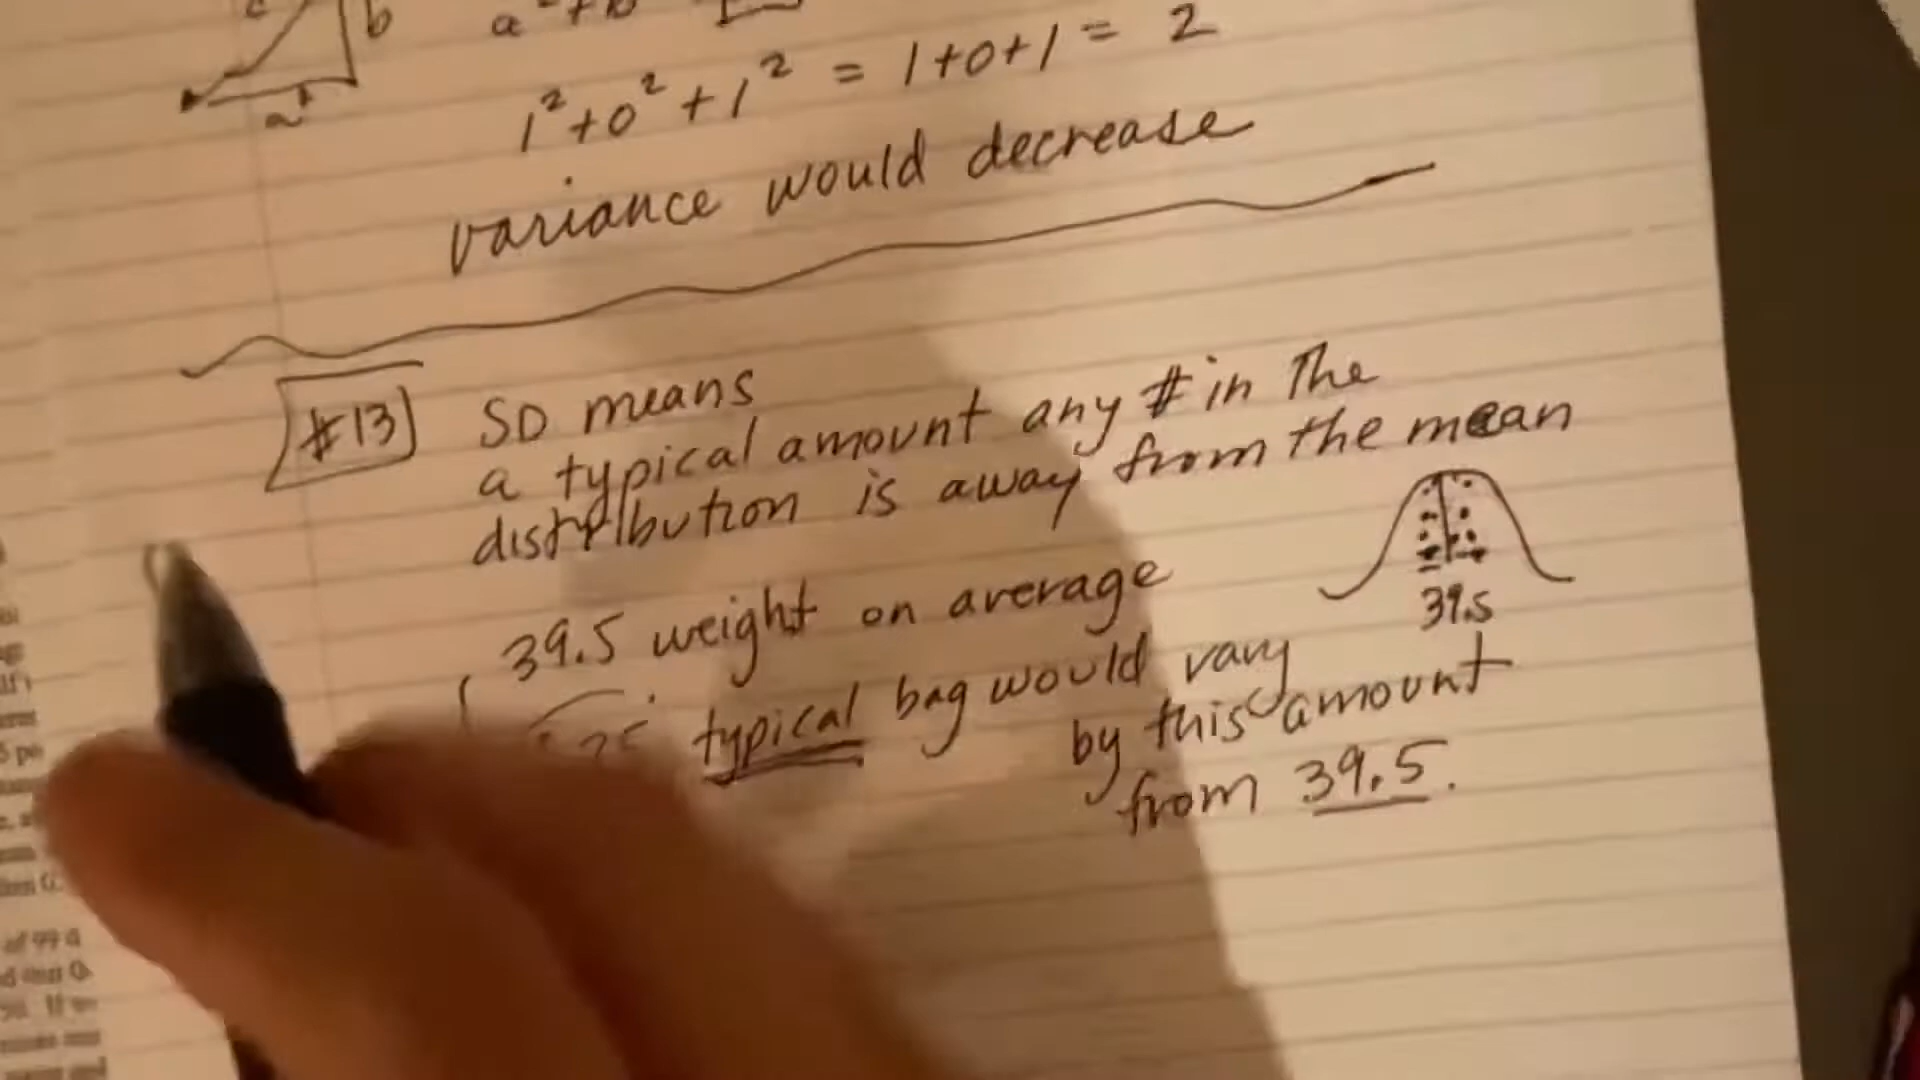 c
b
a
1² + 0² + 1² = 1+0+1 = 2
variance would decrease
#13 SD means
a typical amount any # in the
distribution is away from the mean
39.5
39.5 weight on average
typical bag would vary
by this amount
from 39.5.
of 99